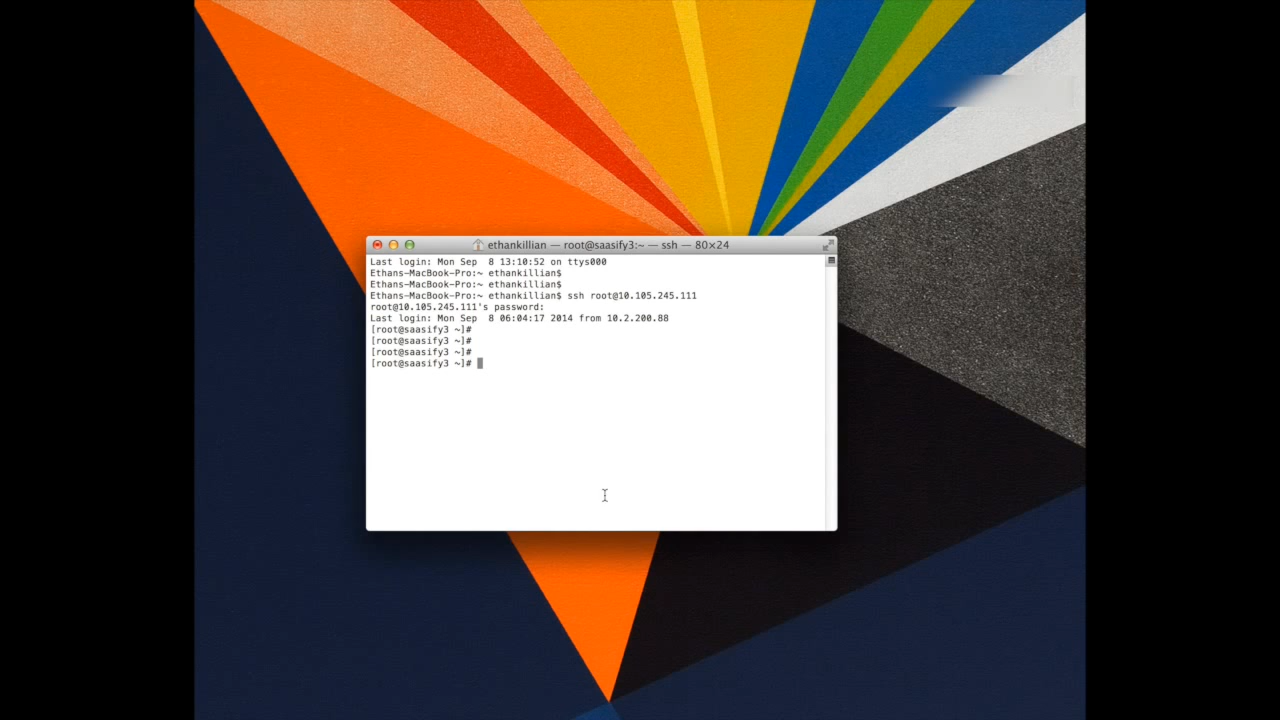 ethankillian — root@saasify3:~ — ssh — 80×24
Last login: Mon Sep  8 13:10:52 on ttys000
Ethans-MacBook-Pro:~ ethankillian$
Ethans-MacBook-Pro:~ ethankillian$
Ethans-MacBook-Pro:~ ethankillian$ ssh root@10.105.245.111
root@10.105.245.111's password:
Last login: Mon Sep  8 06:04:17 2014 from 10.2.200.88
[root@saasify3 ~]#
[root@saasify3 ~]#
[root@saasify3 ~]#
[root@saasify3 ~]#